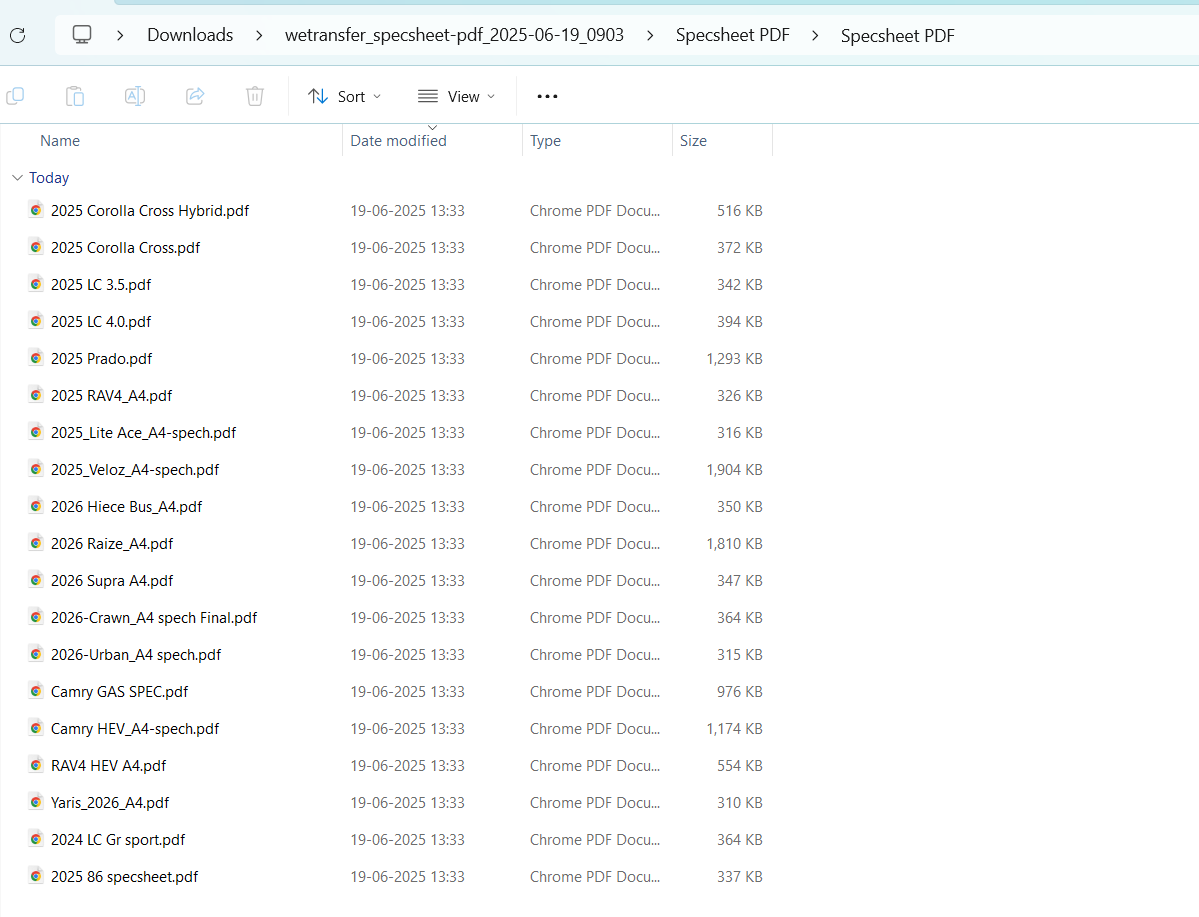 Downloads > wetransfer_specsheet-pdf_2025-06-19_0903 > Specsheet PDF > Specsheet PDF
Sort View ...
Name Date modified Type Size
Today
2025 Corolla Cross Hybrid.pdf 19-06-2025 13:33 Chrome PDF Docu... 516 KB
2025 Corolla Cross.pdf 19-06-2025 13:33 Chrome PDF Docu... 372 KB
2025 LC 3.5.pdf 19-06-2025 13:33 Chrome PDF Docu... 342 KB
2025 LC 4.0.pdf 19-06-2025 13:33 Chrome PDF Docu... 394 KB
2025 Prado.pdf 19-06-2025 13:33 Chrome PDF Docu... 1,293 KB
2025 RAV4_A4.pdf 19-06-2025 13:33 Chrome PDF Docu... 326 KB
2025_Lite Ace_A4-spech.pdf 19-06-2025 13:33 Chrome PDF Docu... 316 KB
2025_Veloz_A4-spech.pdf 19-06-2025 13:33 Chrome PDF Docu... 1,904 KB
2026 Hiece Bus_A4.pdf 19-06-2025 13:33 Chrome PDF Docu... 350 KB
2026 Raize_A4.pdf 19-06-2025 13:33 Chrome PDF Docu... 1,810 KB
2026 Supra A4.pdf 19-06-2025 13:33 Chrome PDF Docu... 347 KB
2026-Crawn_A4 spech Final.pdf 19-06-2025 13:33 Chrome PDF Docu... 364 KB
2026-Urban_A4 spech.pdf 19-06-2025 13:33 Chrome PDF Docu... 315 KB
Camry GAS SPEC.pdf 19-06-2025 13:33 Chrome PDF Docu... 976 KB
Camry HEV_A4-spech.pdf 19-06-2025 13:33 Chrome PDF Docu... 1,174 KB
RAV4 HEV A4.pdf 19-06-2025 13:33 Chrome PDF Docu... 554 KB
Yaris_2026_A4.pdf 19-06-2025 13:33 Chrome PDF Docu... 310 KB
2024 LC Gr sport.pdf 19-06-2025 13:33 Chrome PDF Docu... 364 KB
2025 86 specsheet.pdf 19-06-2025 13:33 Chrome PDF Docu... 337 KB